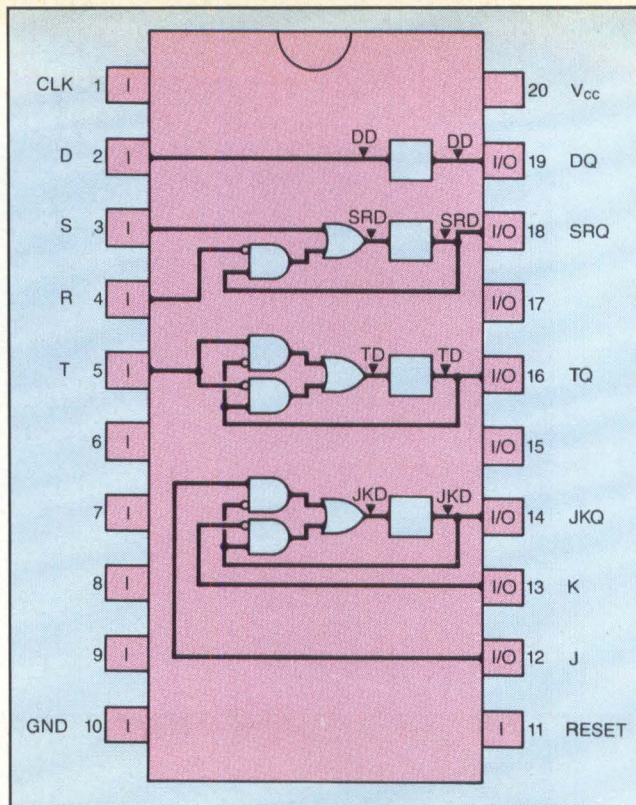 CLK 1 I
20 Vcc
D 2 I
DD DD
I/O 19 DQ
S 3 I
SRD SRD
I/O 18 SRQ
R 4 I
I/O 17
T 5 I
TD TD
I/O 16 TQ
6 I
I/O 15
7 I
JKD JKD
I/O 14 JKQ
8 I
I/O 13 K
9 I
I/O 12 J
GND 10 I
I 11 RESET